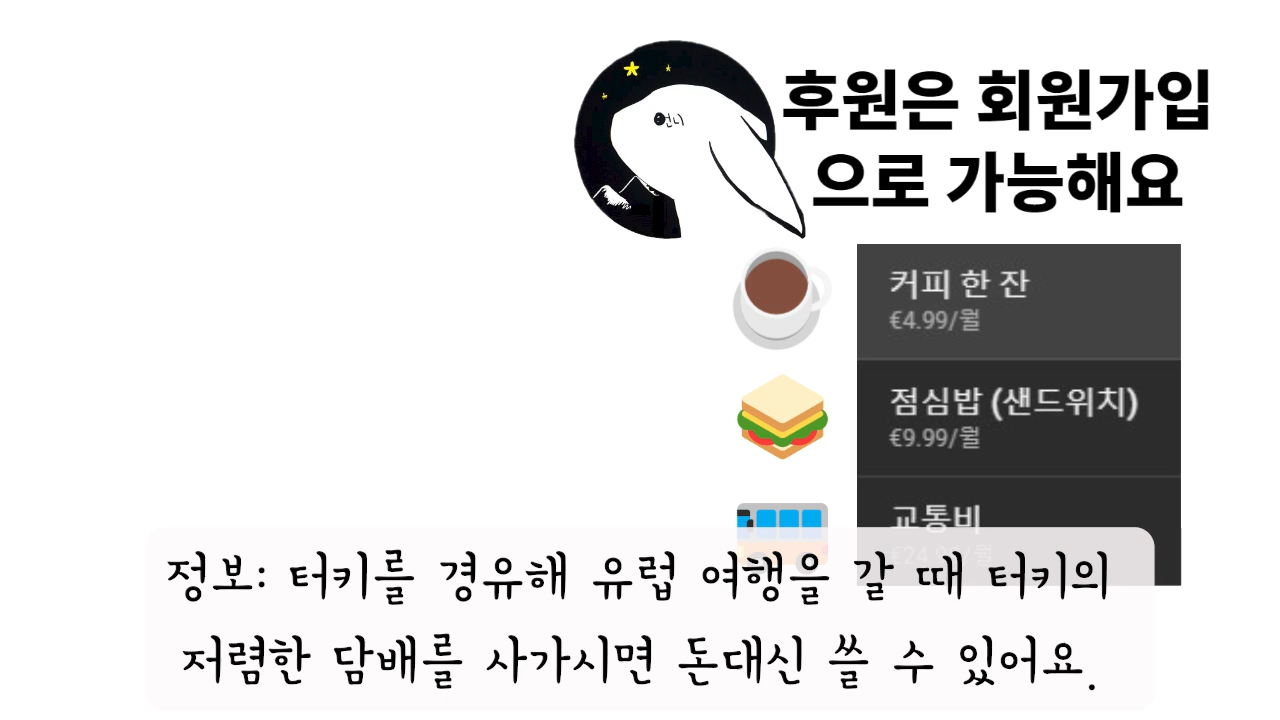 언니
후원은 회원가입
으로 가능해요
커피 한 잔
€4.99/월
점심밥 (샌드위치)
€9.99/월
교통비
정보: 터키를 경유해 유럽 여행을 갈 때 터키의
저렴한 담배를 사가시면 돈대신 쓸 수 있어요.